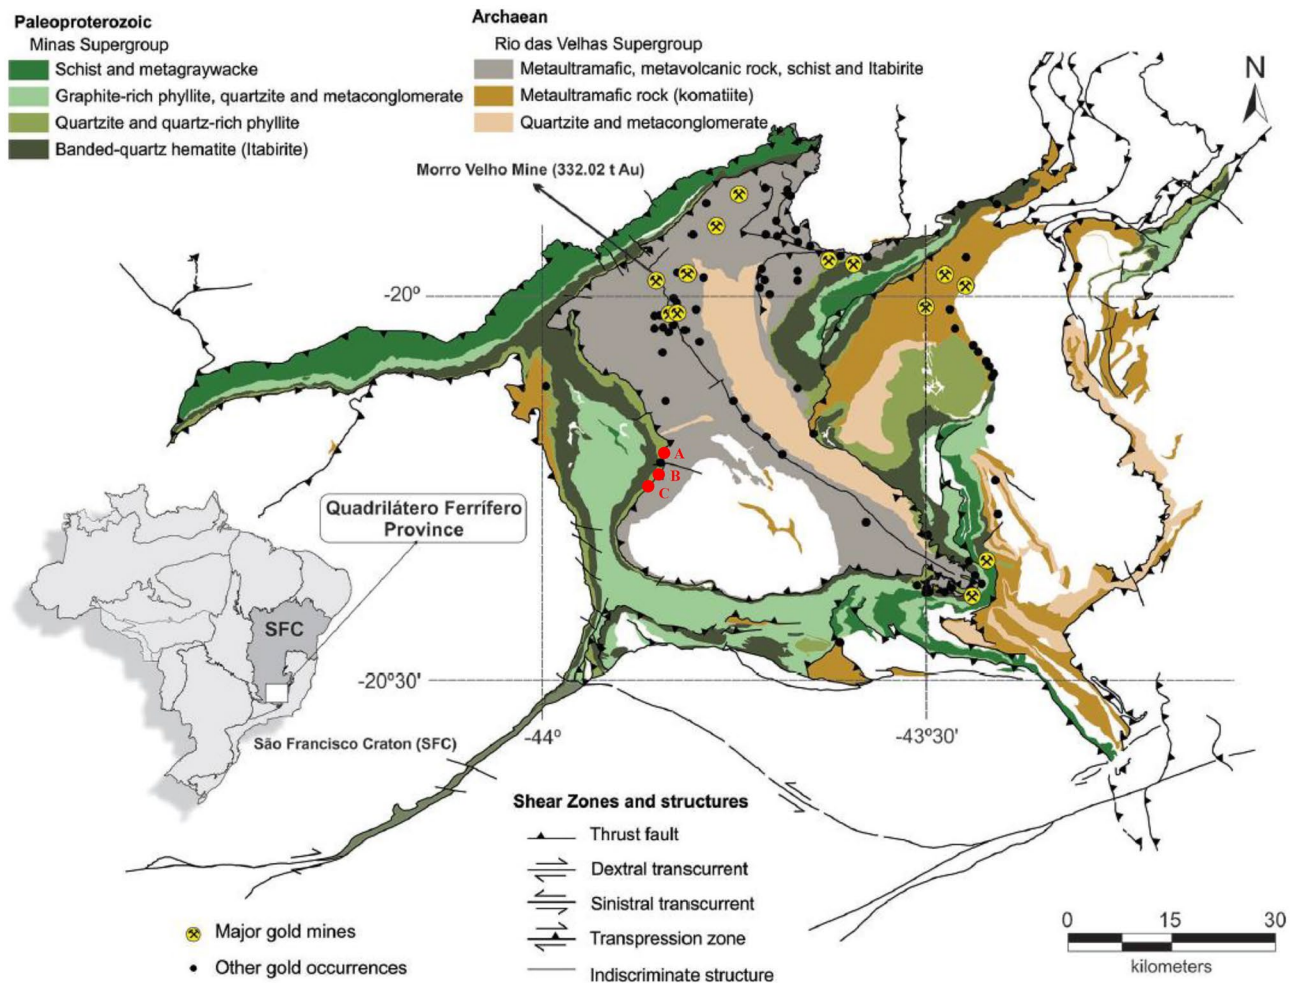 Paleoproterozoic
Minas Supergroup
Schist and metagraywacke
Graphite-rich phyllite, quartzite and metaconglomerate
Quartzite and quartz-rich phyllite
Banded-quartz hematite (Itabirite)
Archaean
Rio das Velhas Supergroup
Metaultramafic, metavolcanic rock, schist and Itabirite
Metaultramafic rock (komatiite)
Quartzite and metaconglomerate
N
Morro Velho Mine (332.02 t Au)
-20º
A
B
C
Quadrilátero Ferrífero
Province
SFC
São Francisco Craton (SFC)
-20º30'
-44º
-43º30'
Shear Zones and structures
Thrust fault
Dextral transcurrent
Sinistral transcurrent
Transpression zone
Indiscriminate structure
Major gold mines
Other gold occurrences
0 15 30
kilometers